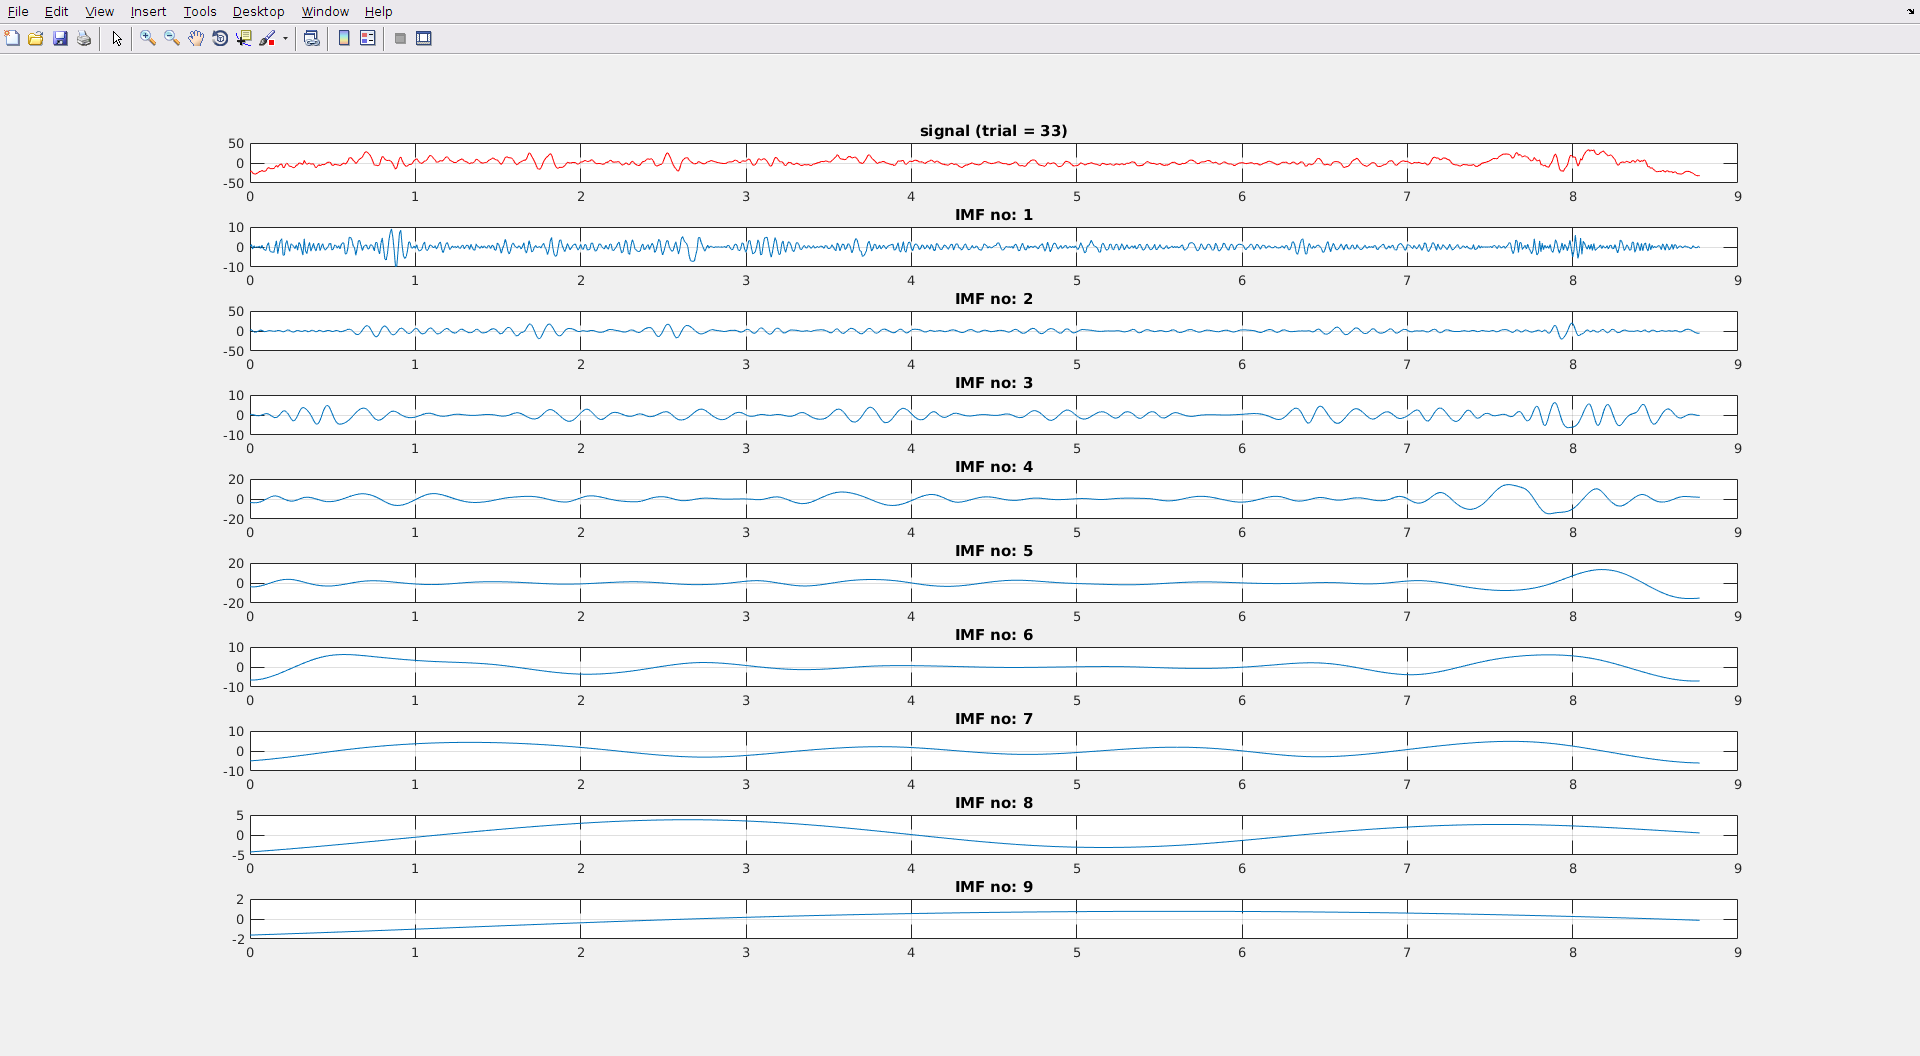 File Edit View Insert Tools Desktop Window Help
signal (trial = 33)
50
0
-50
0 1 2 3 4 5 6 7 8 9
IMF no: 1
10
0
-10
0 1 2 3 4 5 6 7 8 9
IMF no: 2
50
0
-50
0 1 2 3 4 5 6 7 8 9
IMF no: 3
10
0
-10
0 1 2 3 4 5 6 7 8 9
IMF no: 4
20
0
-20
0 1 2 3 4 5 6 7 8 9
IMF no: 5
20
0
-20
0 1 2 3 4 5 6 7 8 9
IMF no: 6
10
0
-10
0 1 2 3 4 5 6 7 8 9
IMF no: 7
10
0
-10
0 1 2 3 4 5 6 7 8 9
IMF no: 8
5
0
-5
0 1 2 3 4 5 6 7 8 9
IMF no: 9
2
0
-2
0 1 2 3 4 5 6 7 8 9